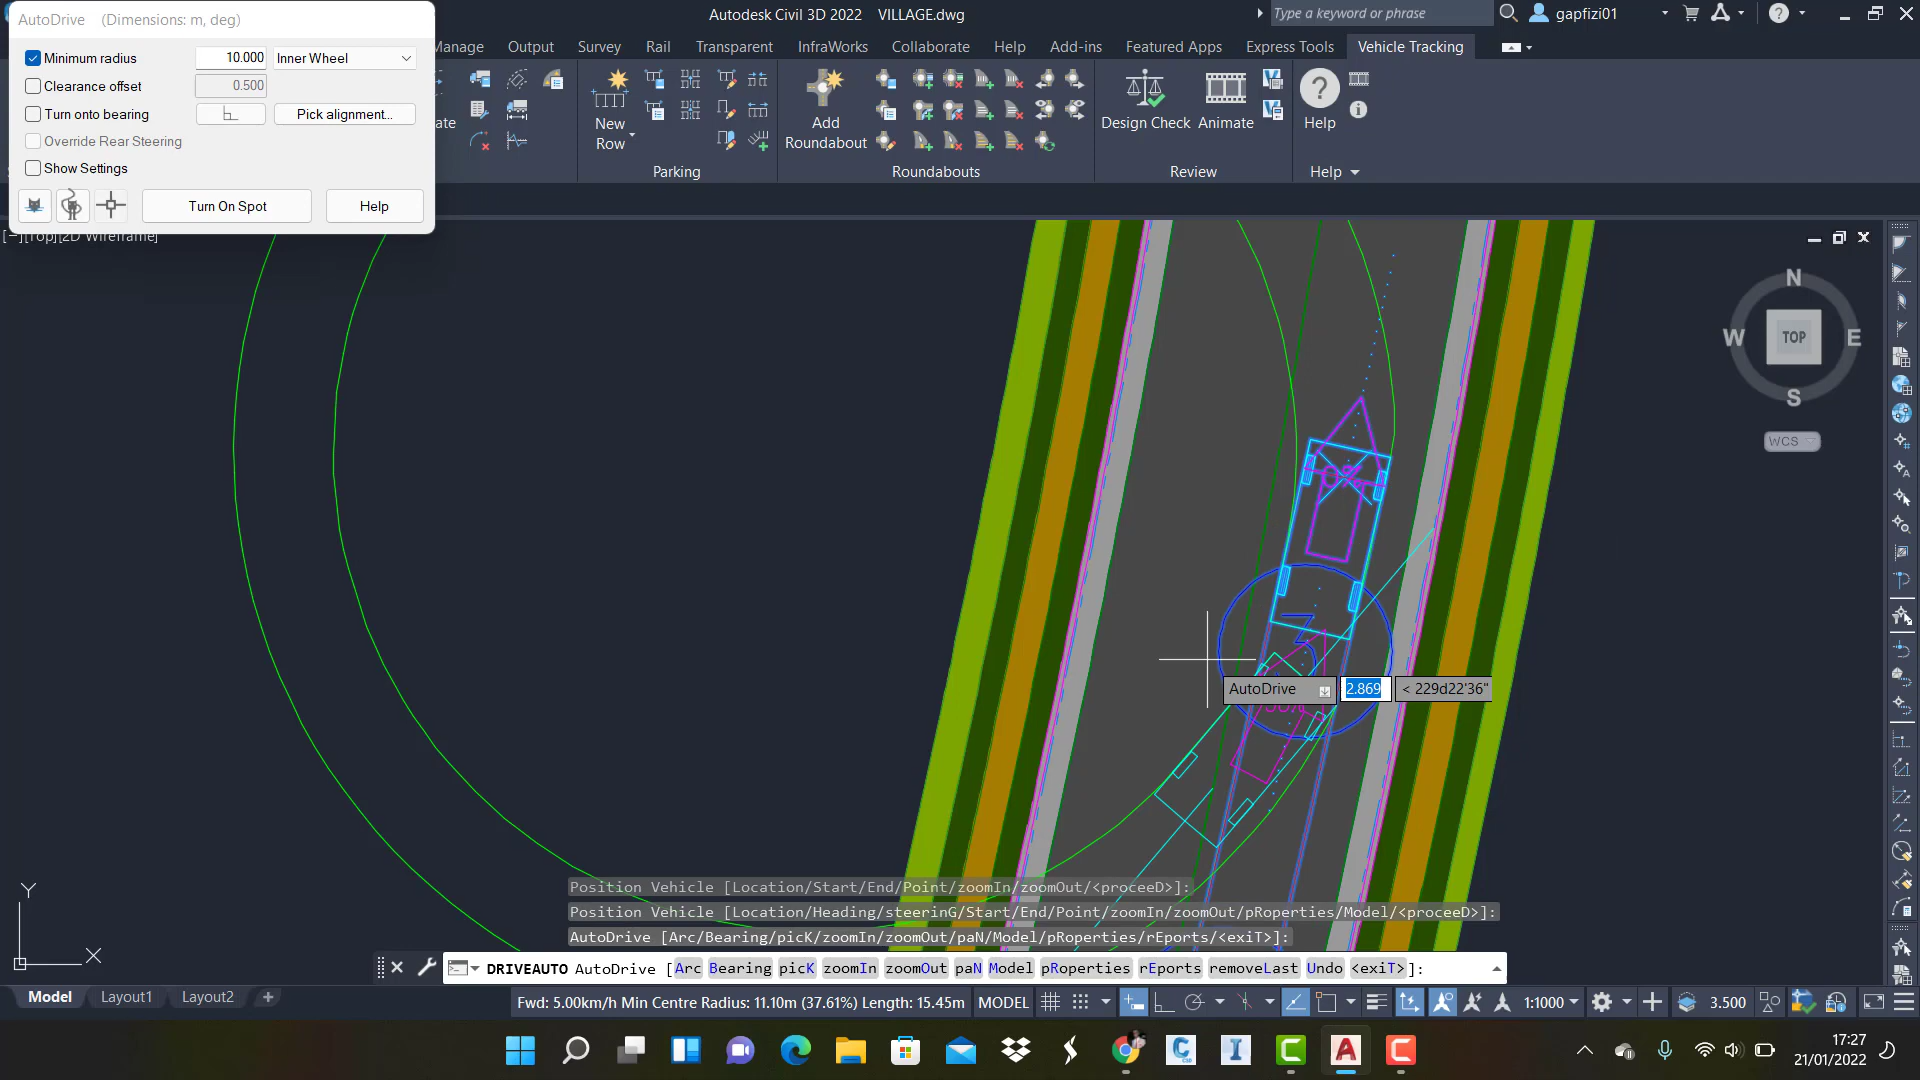 AutoDrive (Dimensions: m, deg)
Minimum radius 10.000 Inner Wheel
Clearance offset 0.500
Turn onto bearing Pick alignment...
Override Rear Steering
Show Settings
Turn On Spot Help
Autodesk Civil 3D 2022 VILLAGE.dwg
Type a keyword or phrase
gapfizi01
Manage Output Survey Rail Transparent InfraWorks Collaborate Help Add-ins Featured Apps Express Tools Vehicle Tracking
New
Row
Add
Roundabout
Design Check Animate Help
Parking Roundabouts Review Help
[−][Top][2D Wireframe]
N
W TOP E
S
WCS
0%
3
AutoDrive 2.869 < 229d22'36"
Y
X
Position Vehicle [Location/Start/End/Point/zoomIn/zoomOut/<proceeD>]:
Position Vehicle [Location/Heading/steerinG/Start/End/Point/zoomIn/zoomOut/pRoperties/Model/<proceeD>]:
AutoDrive [Arc/Bearing/picK/zoomIn/zoomOut/paN/Model/pRoperties/rEports/<exiT>]:
DRIVEAUTO AutoDrive [Arc Bearing picK zoomIn zoomOut paN Model pRoperties rEports removeLast Undo <exiT>]:
Model Layout1 Layout2 +
Fwd: 5.00km/h Min Centre Radius: 11.10m (37.61%) Length: 15.45m MODEL 1:1000 3.500
17:27
21/01/2022